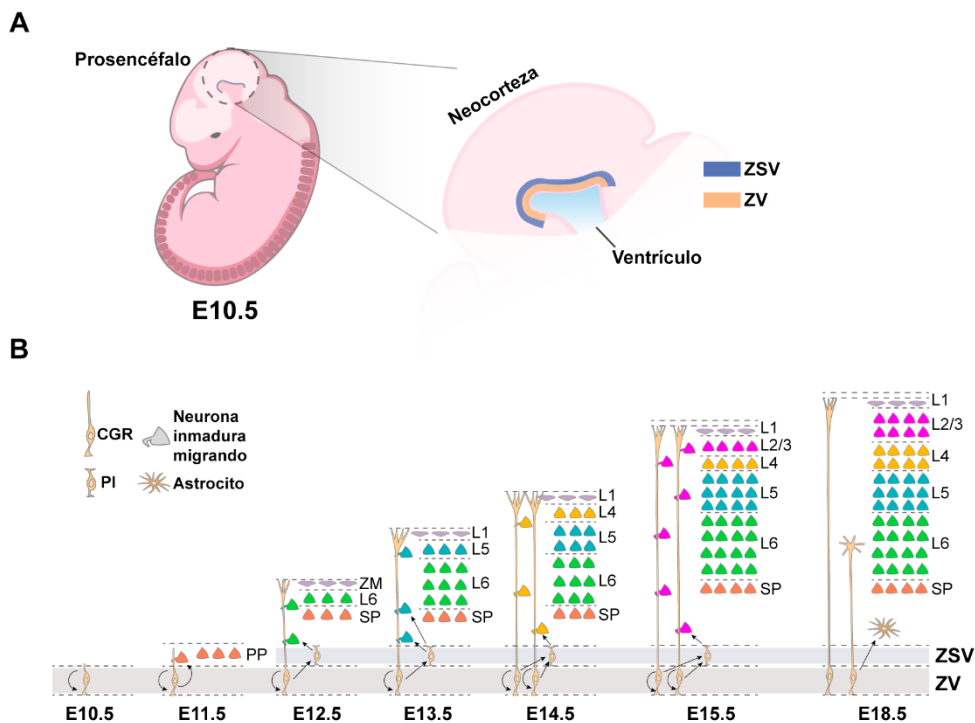 A
Prosencéfalo
Neocorteza
ZSV
ZV
Ventrículo
E10.5
B
CGR
Neurona
inmadura
migrando
PI
Astrocito
PP
ZM
L6
SP
L1
L5
L6
SP
L1
L4
L5
L6
SP
L1
L2/3
L4
L5
L6
SP
L1
L2/3
L4
L5
L6
SP
ZSV
ZV
E10.5 E11.5 E12.5 E13.5 E14.5 E15.5 E18.5